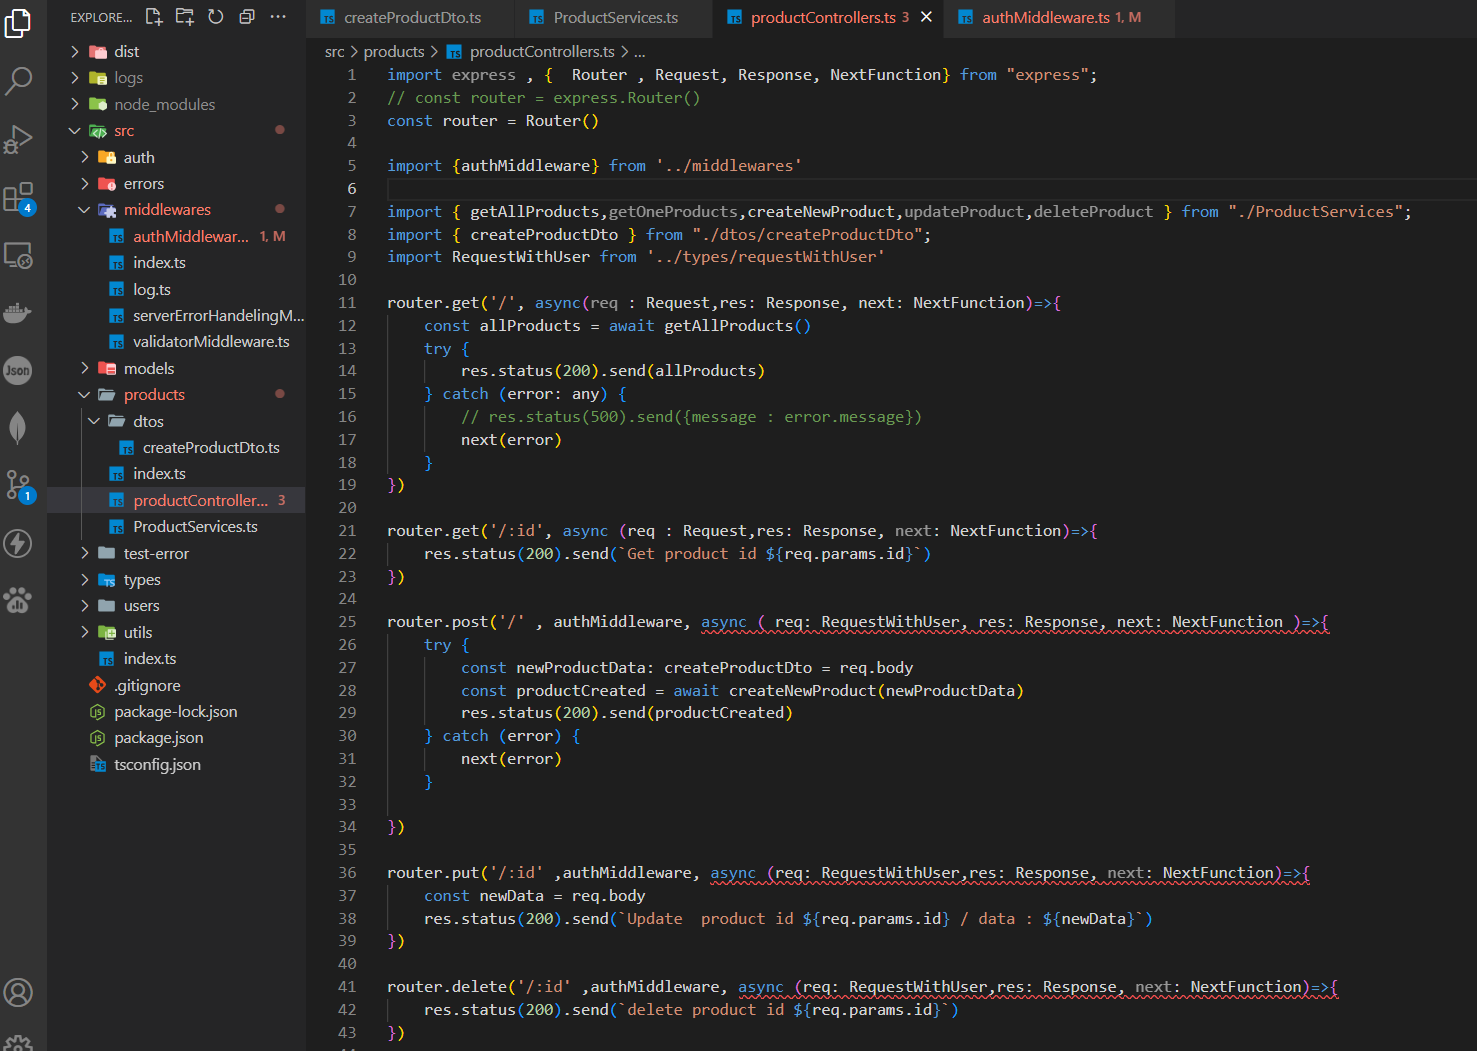 EXPLORE...
createProductDto.ts
ProductServices.ts
productControllers.ts 3
authMiddleware.ts 1, M
dist
logs
node_modules
src
auth
errors
middlewares
authMiddlewar... 1, M
index.ts
log.ts
serverErrorHandelingM...
validatorMiddleware.ts
models
products
dtos
createProductDto.ts
index.ts
productController... 3
ProductServices.ts
test-error
types
users
utils
index.ts
.gitignore
package-lock.json
package.json
tsconfig.json
4
Json
1
src > products > TS productControllers.ts > ...
1 import express , {  Router , Request, Response, NextFunction} from "express";
2 // const router = express.Router()
3 const router = Router()
4
5 import {authMiddleware} from '../middlewares'
6
7 import { getAllProducts,getOneProducts,createNewProduct,updateProduct,deleteProduct } from "./ProductServices";
8 import { createProductDto } from "./dtos/createProductDto";
9 import RequestWithUser from '../types/requestWithUser'
10
11 router.get('/', async(req : Request,res: Response, next: NextFunction)=>{
12     const allProducts = await getAllProducts()
13     try {
14         res.status(200).send(allProducts)
15     } catch (error: any) {
16         // res.status(500).send({message : error.message})
17         next(error)
18     }
19 })
20
21 router.get('/:id', async (req : Request,res: Response, next: NextFunction)=>{
22     res.status(200).send(`Get product id ${req.params.id}`)
23 })
24
25 router.post('/' , authMiddleware, async ( req: RequestWithUser, res: Response, next: NextFunction )=>{
26     try {
27         const newProductData: createProductDto = req.body
28         const productCreated = await createNewProduct(newProductData)
29         res.status(200).send(productCreated)
30     } catch (error) {
31         next(error)
32     }
33
34 })
35
36 router.put('/:id' ,authMiddleware, async (req: RequestWithUser,res: Response, next: NextFunction)=>{
37     const newData = req.body
38     res.status(200).send(`Update  product id ${req.params.id} / data : ${newData}`)
39 })
40
41 router.delete('/:id' ,authMiddleware, async (req: RequestWithUser,res: Response, next: NextFunction)=>{
42     res.status(200).send(`delete product id ${req.params.id}`)
43 })